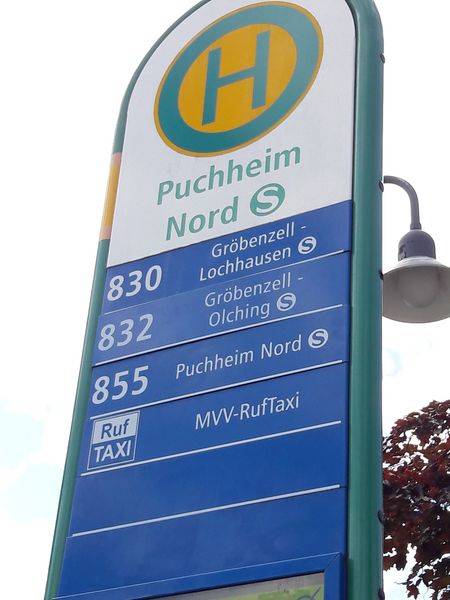 H
Puchheim
Nord S
830 Gröbenzell -
Lochhausen S
832 Gröbenzell -
Olching S
855 Puchheim Nord S
Ruf
TAXI
MVV-RufTaxi